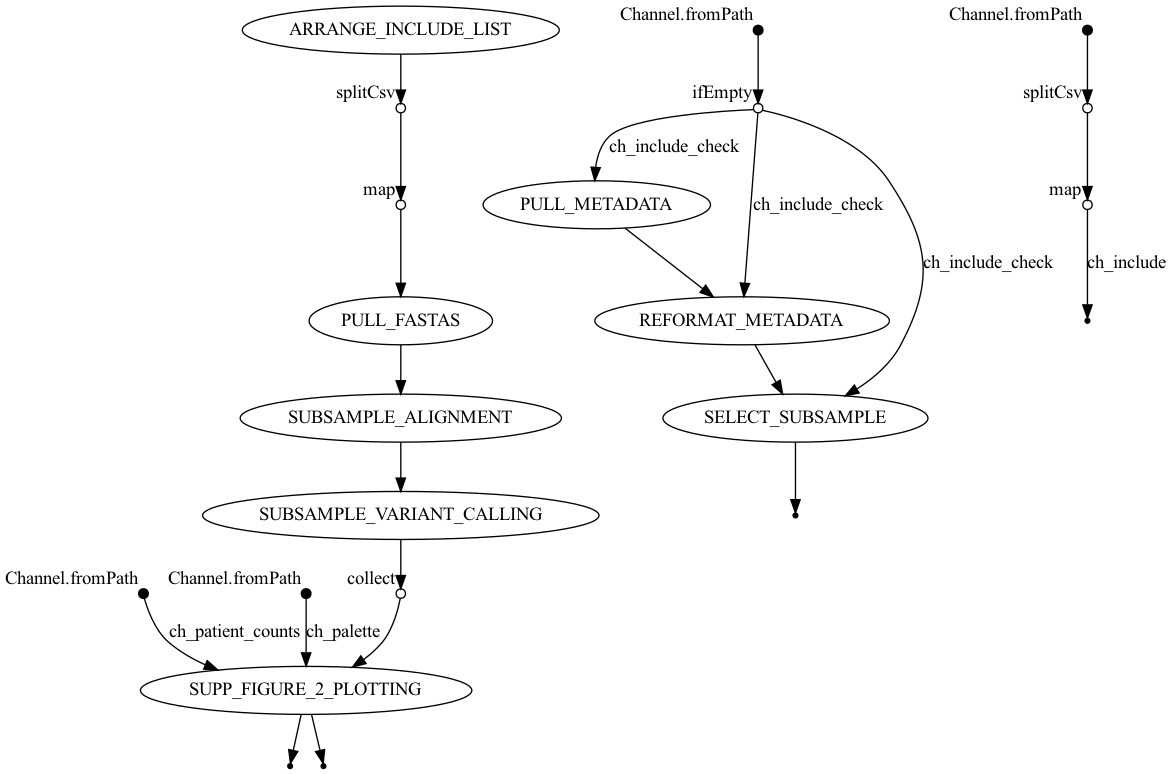 Channel.fromPath
Channel.fromPath
ARRANGE_INCLUDE_LIST
splitCsv
ifEmpty
splitCsv
ch_include_check
map
PULL_METADATA
ch_include_check
map
ch_include_check
ch_include
PULL_FASTAS
REFORMAT_METADATA
SUBSAMPLE_ALIGNMENT
SELECT_SUBSAMPLE
SUBSAMPLE_VARIANT_CALLING
Channel.fromPath
Channel.fromPath
collect
ch_patient_counts
ch_palette
SUPP_FIGURE_2_PLOTTING